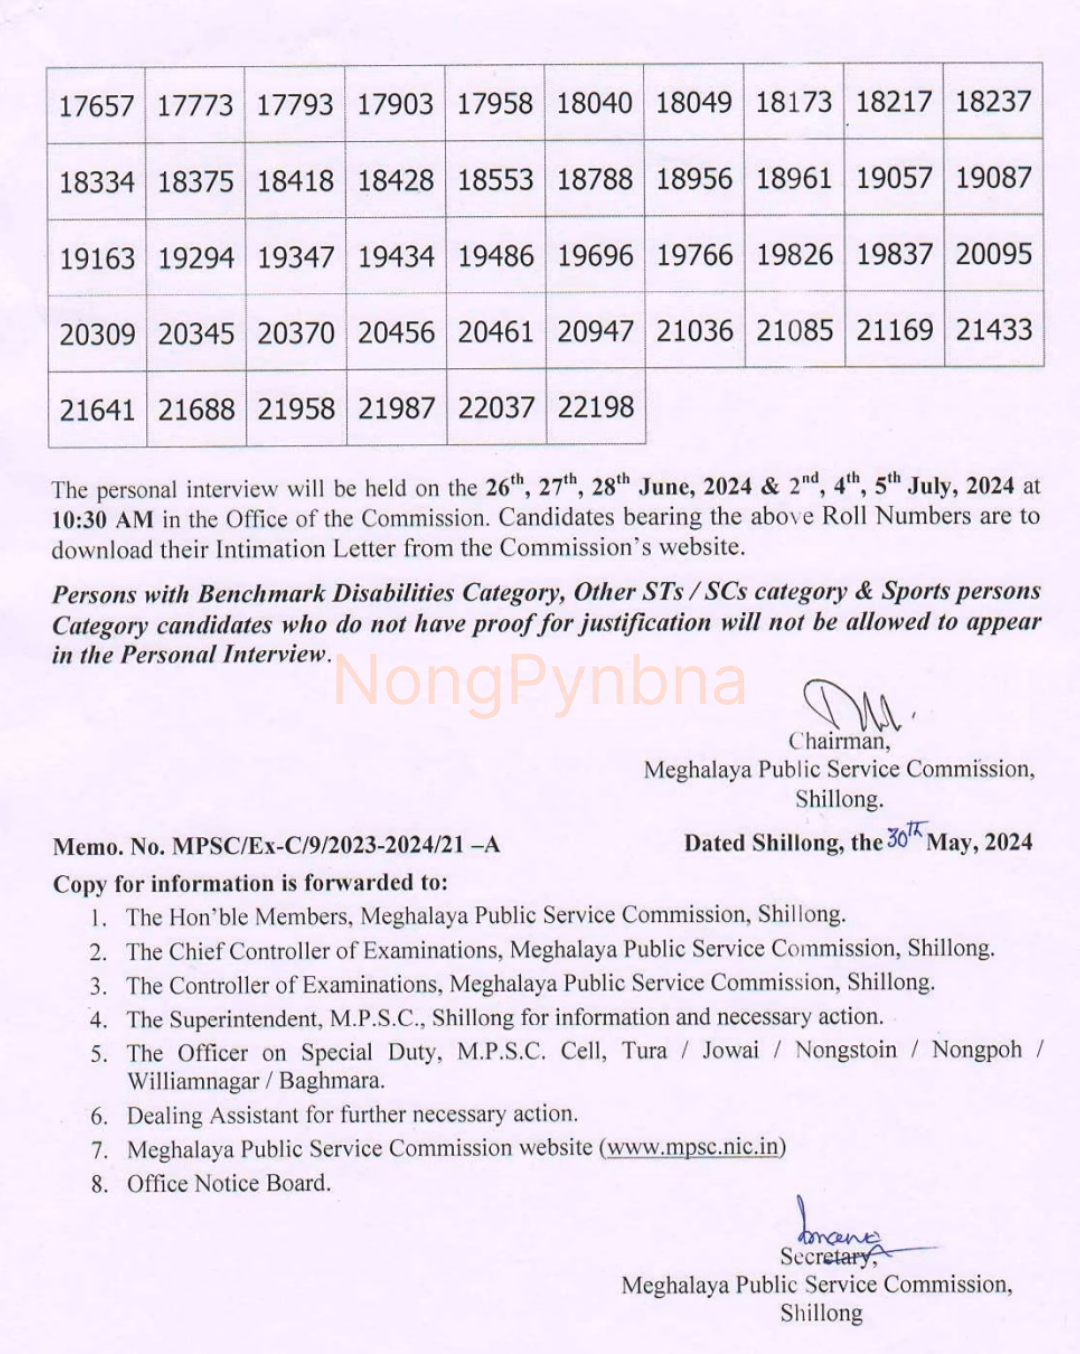 17657 17773 17793 17903 17958 18040 18049 18173 18217 18237
18334 18375 18418 18428 18553 18788 18956 18961 19057 19087
19163 19294 19347 19434 19486 19696 19766 19826 19837 20095
20309 20345 20370 20456 20461 20947 21036 21085 21169 21433
21641 21688 21958 21987 22037 22198
The personal interview will be held on the 26th, 27th, 28th June, 2024 & 2nd, 4th, 5th July, 2024 at
10:30 AM in the Office of the Commission. Candidates bearing the above Roll Numbers are to
download their Intimation Letter from the Commission's website.
Persons with Benchmark Disabilities Category, Other STs / SCs category & Sports persons
Category candidates who do not have proof for justification will not be allowed to appear
in the Personal Interview.
NongPynbna
Chairman,
Meghalaya Public Service Commission,
Shillong.
Memo. No. MPSC/Ex-C/9/2023-2024/21 –A Dated Shillong, the 30th May, 2024
Copy for information is forwarded to:
1. The Hon'ble Members, Meghalaya Public Service Commission, Shillong.
2. The Chief Controller of Examinations, Meghalaya Public Service Commission, Shillong.
3. The Controller of Examinations, Meghalaya Public Service Commission, Shillong.
4. The Superintendent, M.P.S.C., Shillong for information and necessary action.
5. The Officer on Special Duty, M.P.S.C. Cell, Tura / Jowai / Nongstoin / Nongpoh /
Williamnagar / Baghmara.
6. Dealing Assistant for further necessary action.
7. Meghalaya Public Service Commission website (www.mpsc.nic.in)
8. Office Notice Board.
Secretary,
Meghalaya Public Service Commission,
Shillong